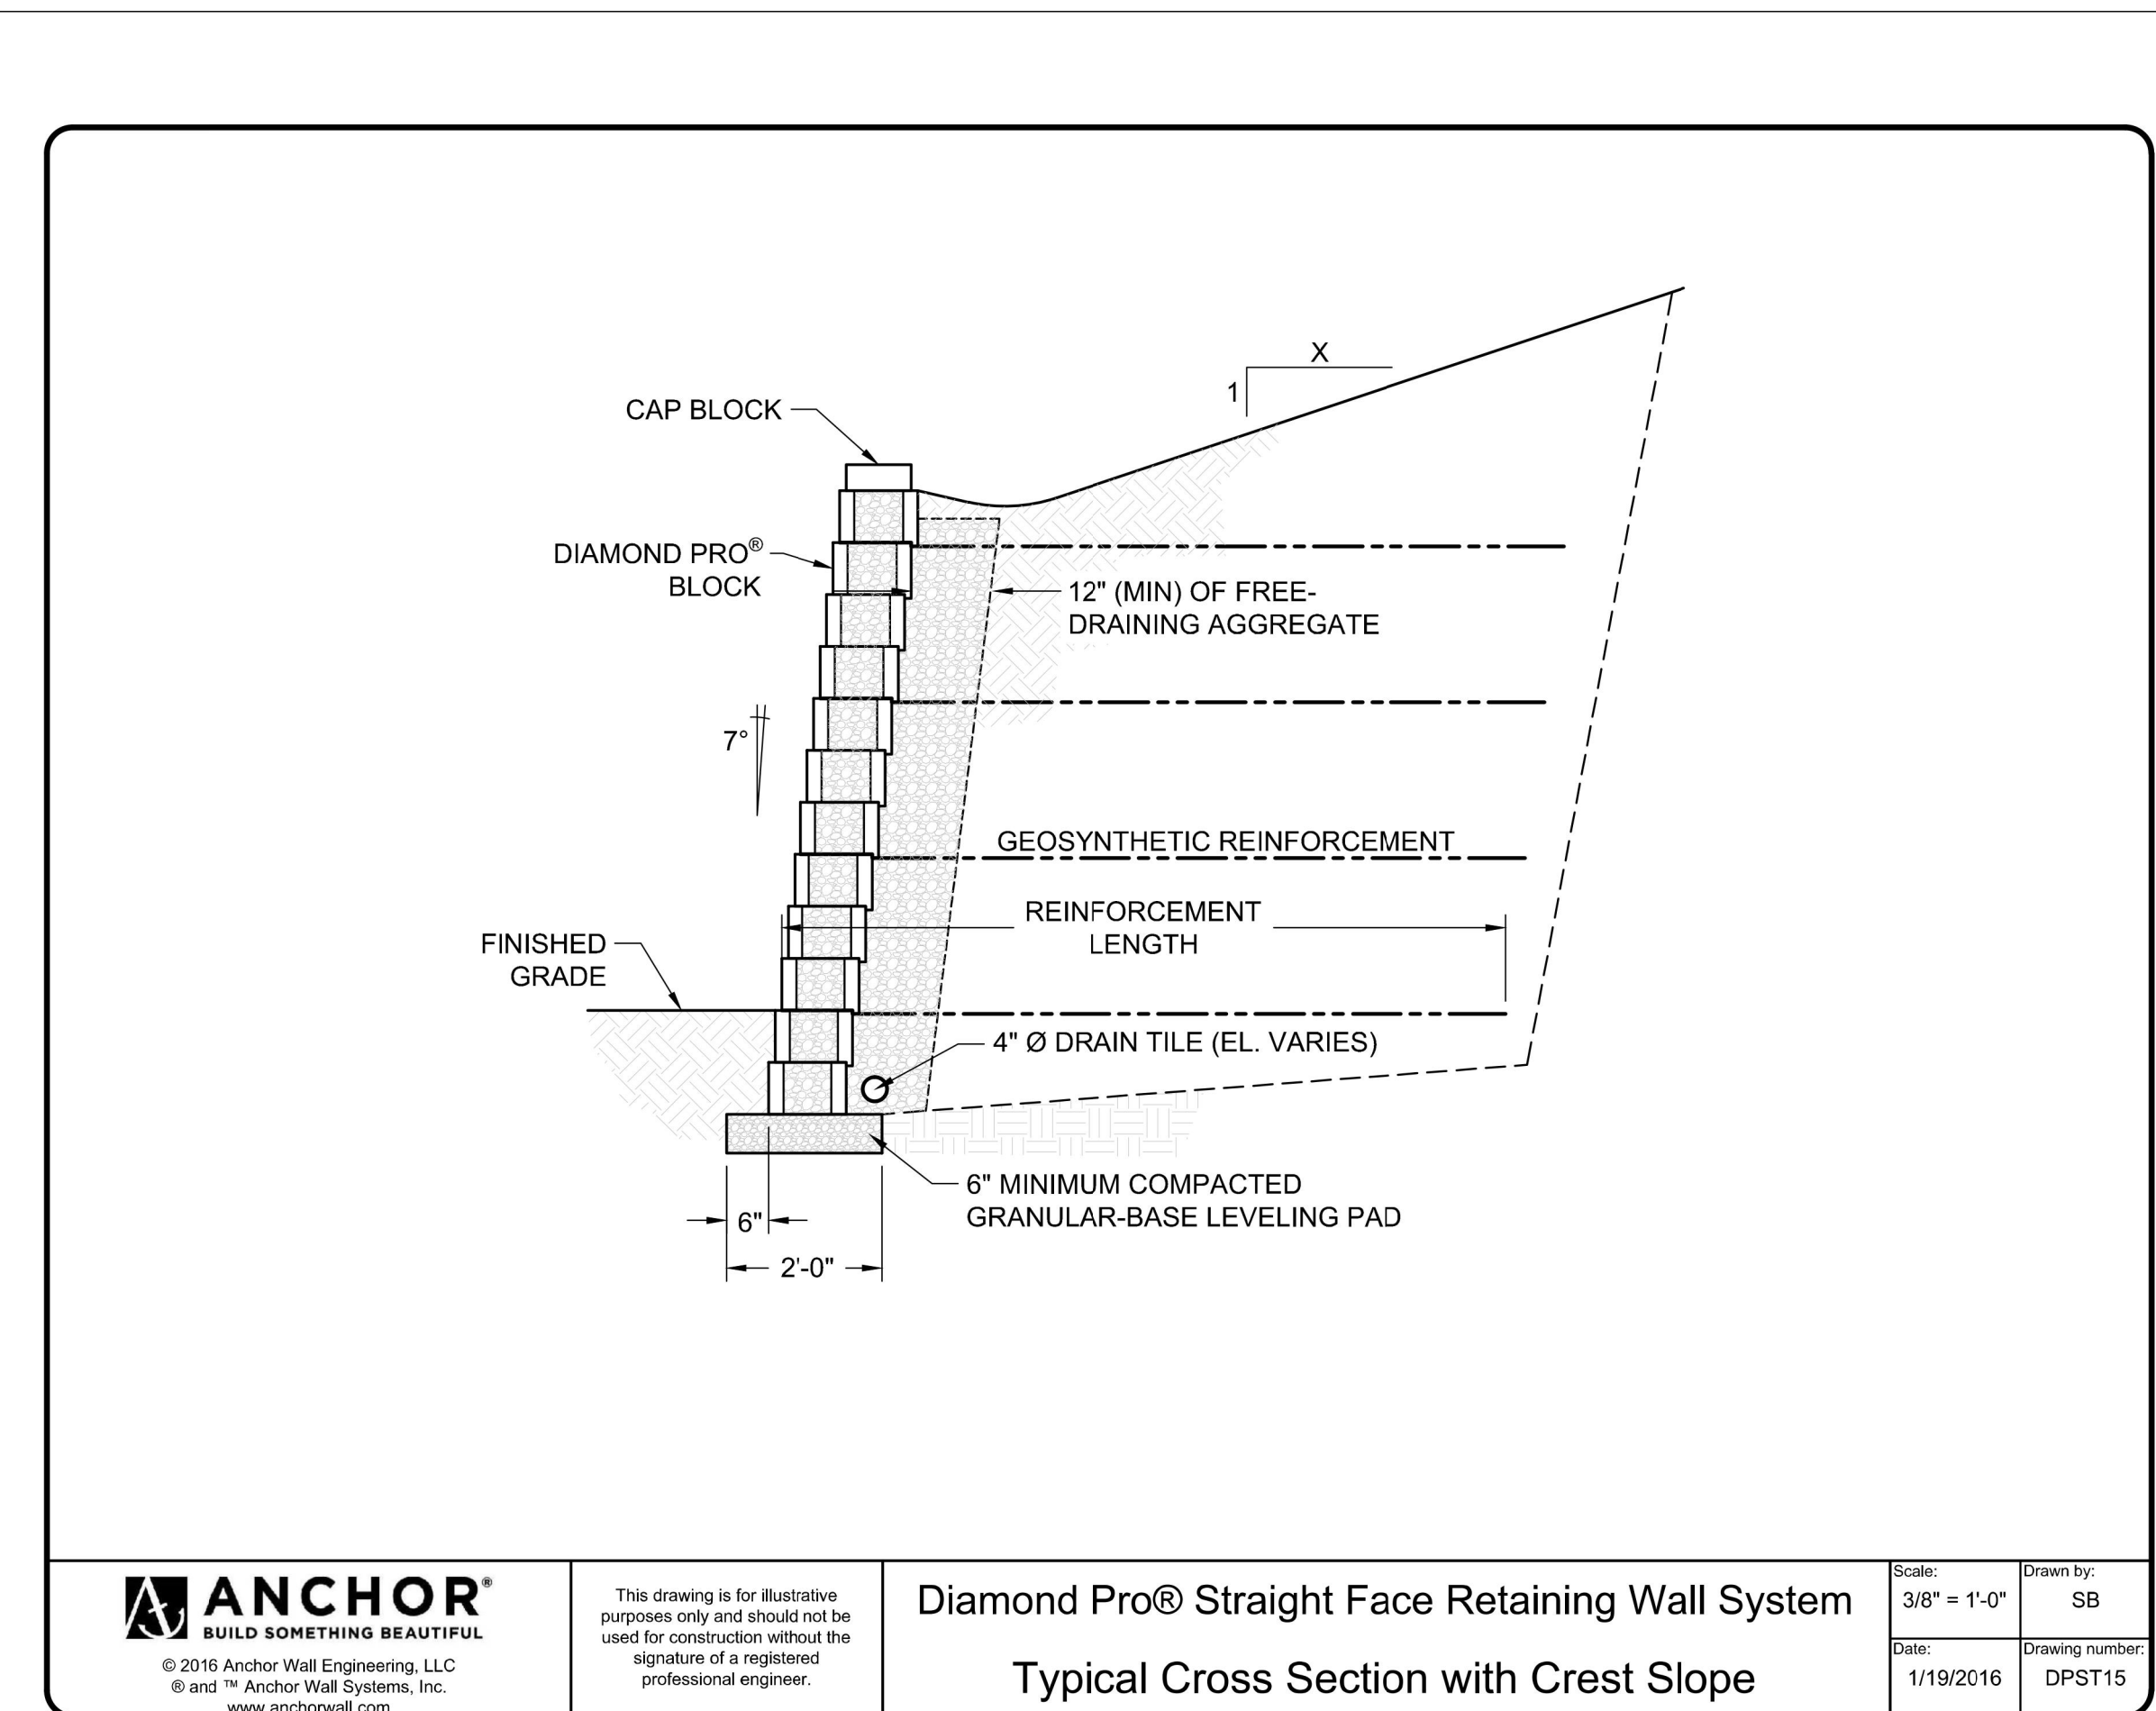 X
1
CAP BLOCK
DIAMOND PRO®
BLOCK
12" (MIN) OF FREE-
DRAINING AGGREGATE
7°
GEOSYNTHETIC REINFORCEMENT
REINFORCEMENT
LENGTH
FINISHED
GRADE
4" Ø DRAIN TILE (EL. VARIES)
6" MINIMUM COMPACTED
GRANULAR-BASE LEVELING PAD
6"
2'-0"
ANCHOR®
BUILD SOMETHING BEAUTIFUL
© 2016 Anchor Wall Engineering, LLC
® and ™ Anchor Wall Systems, Inc.
www.anchorwall.com
This drawing is for illustrative
purposes only and should not be
used for construction without the
signature of a registered
professional engineer.
Diamond Pro® Straight Face Retaining Wall System
Typical Cross Section with Crest Slope
Scale:
3/8" = 1'-0"
Drawn by:
SB
Date:
1/19/2016
Drawing number:
DPST15